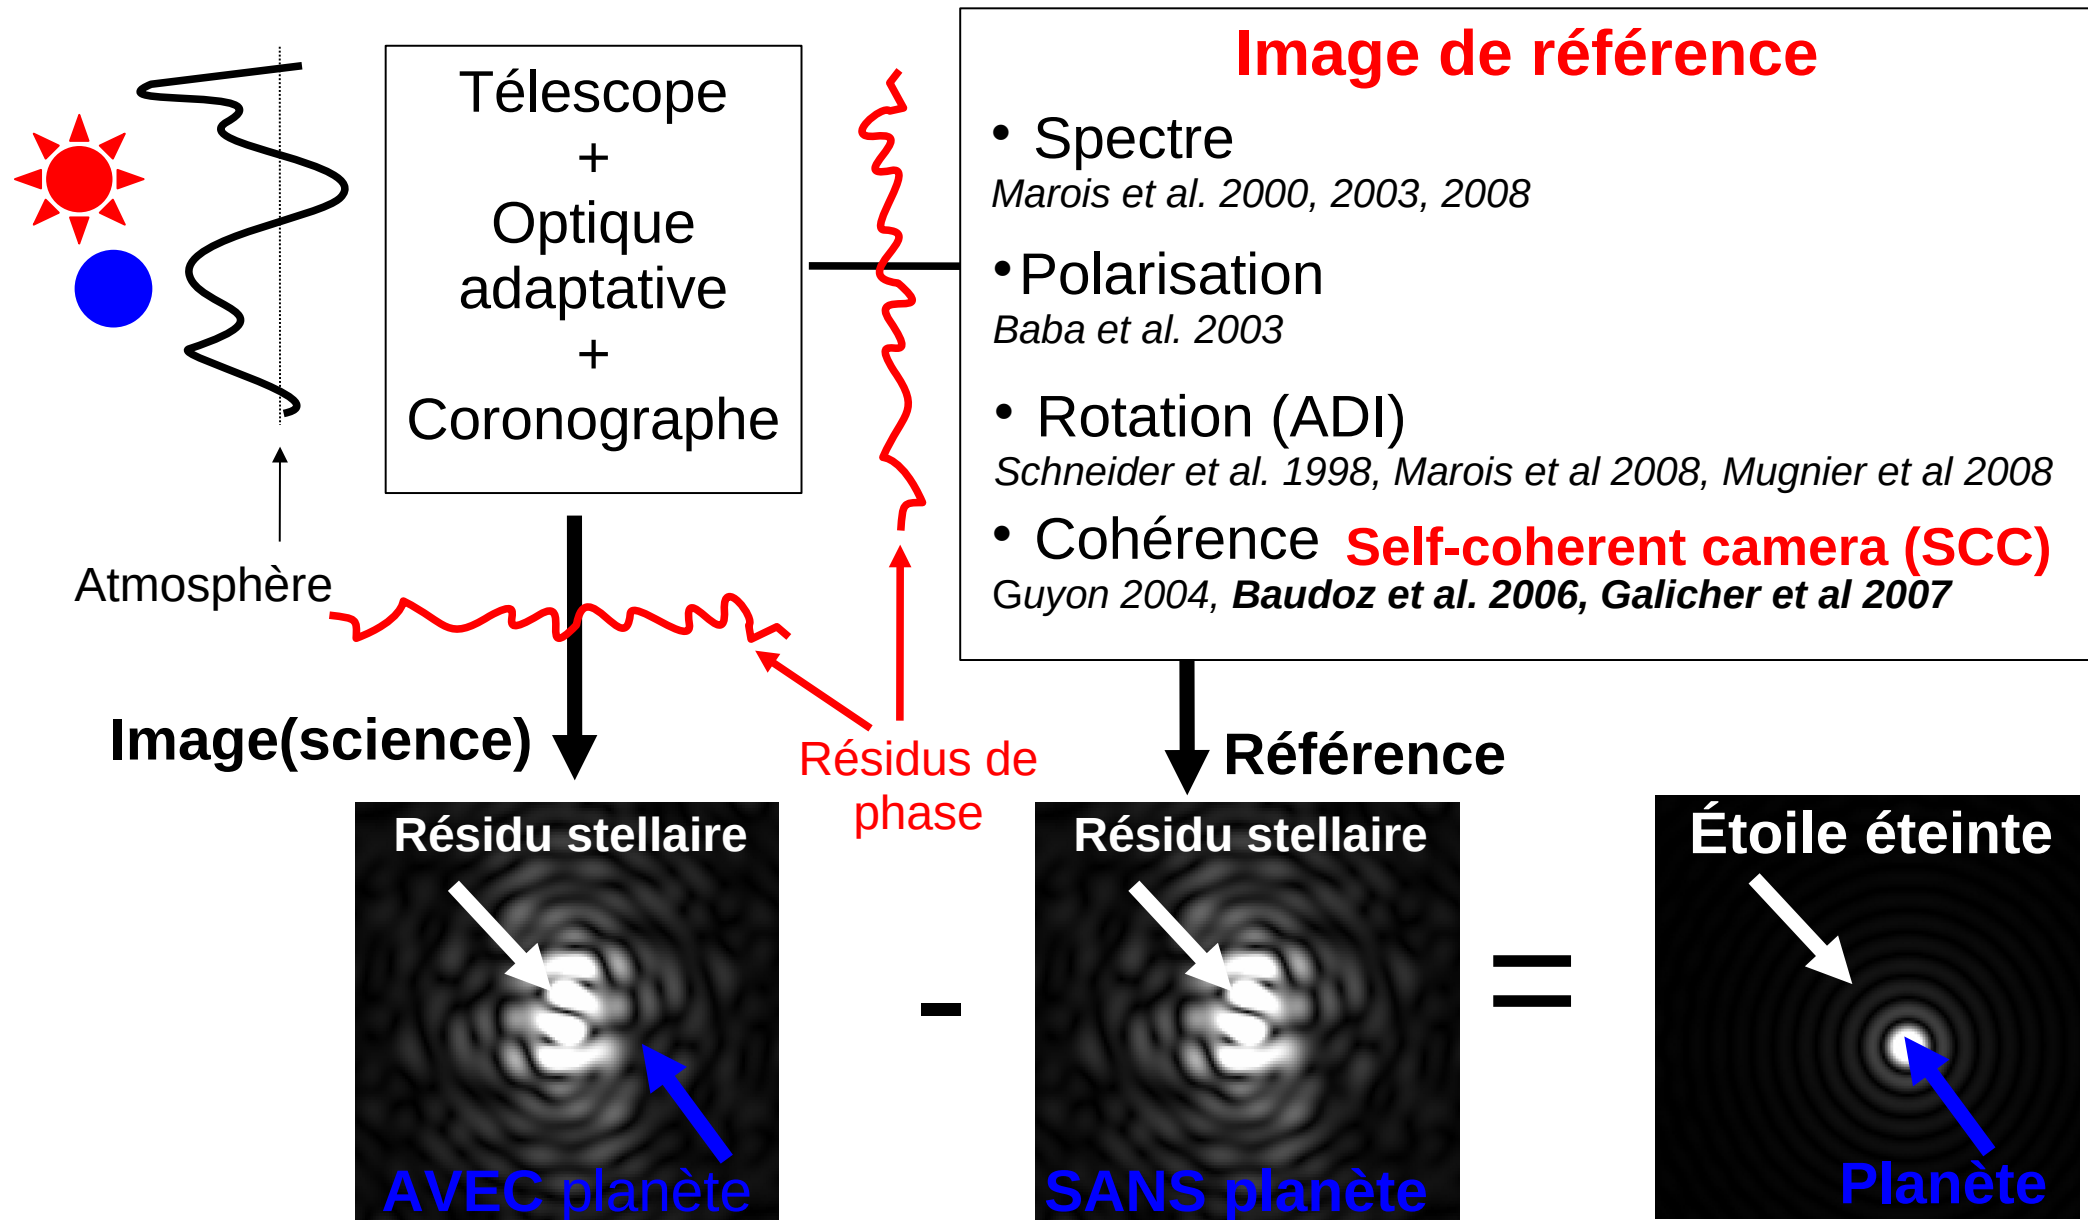 Télescope
+
Optique
adaptative
+
Coronographe
Atmosphère
Image de référence
• Spectre
Marois et al. 2000, 2003, 2008
• Polarisation
Baba et al. 2003
• Rotation (ADI)
Schneider et al. 1998, Marois et al 2008, Mugnier et al 2008
• Cohérence Self-coherent camera (SCC)
Guyon 2004, Baudoz et al. 2006, Galicher et al 2007
Image(science)
Résidus de
phase
Référence
Résidu stellaire
AVEC planète
-
Résidu stellaire
SANS planète
=
Étoile éteinte
Planète